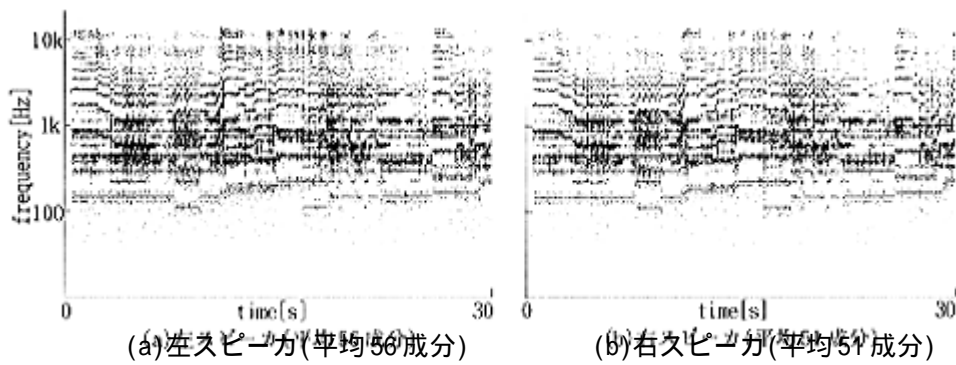 10k
1k
100
frequency[Hz]
0 time[s] 30
0 time[s] 30
(a)左スピーカ(平均56成分)
(b)右スピーカ(平均51成分)